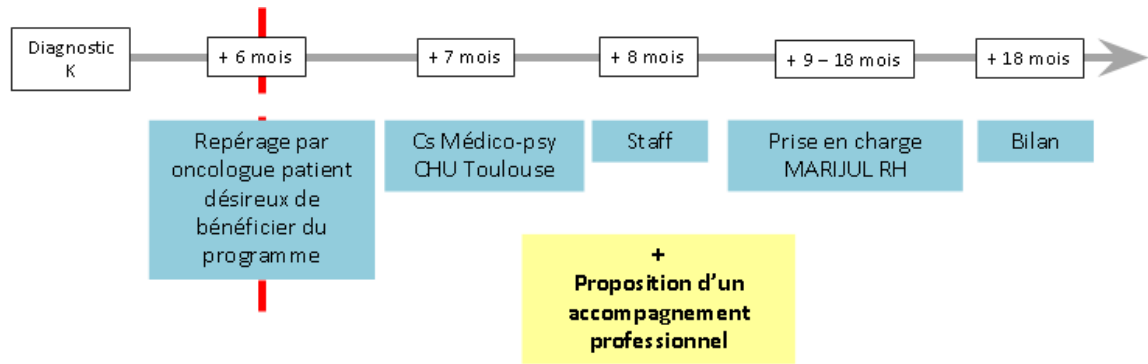 Diagnostic
K
+ 6 mois
+ 7 mois
+ 8 mois
+ 9 – 18 mois
+ 18 mois
Repérage par
oncologue patient
désireux de
bénéficier du
programme
Cs Médico-psy
CHU Toulouse
Staff
Prise en charge
MARIJUL RH
Bilan
+
Proposition d'un
accompagnement
professionnel